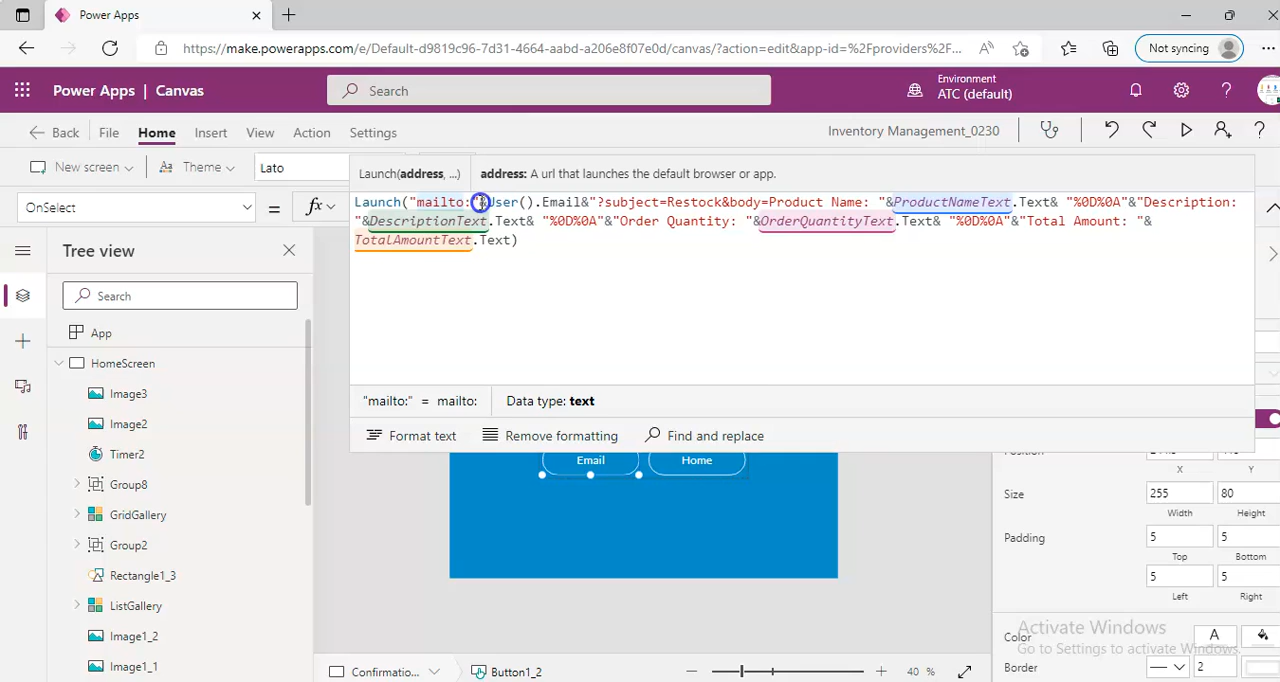 Power Apps
https://make.powerapps.com/e/Default-d9819c96-7d31-4664-aabd-a206e8f07e0d/canvas/?action=edit&app-id=%2Fproviders%2F...
Not syncing
Power Apps | Canvas
Search
Environment
ATC (default)
Back
File
Home
Insert
View
Action
Settings
Inventory Management_0230
New screen
Theme
Lato
Launch(address, ...)
address: A url that launches the default browser or app.
OnSelect
=
fx
Launch("mailto:"&User().Email&"?subject=Restock&body=Product Name: "&ProductNameText.Text& "%0D%0A"&"Description:
"&DescriptionText.Text& "%0D%0A"&"Order Quantity: "&OrderQuantityText.Text& "%0D%0A"&"Total Amount: "&
TotalAmountText.Text)
"mailto:" = mailto:
Data type: text
Format text
Remove formatting
Find and replace
Tree view
Search
App
HomeScreen
Image3
Image2
Timer2
Group8
GridGallery
Group2
Rectangle1_3
ListGallery
Image1_2
Image1_1
Email
Home
X
Y
Size
255
80
Width
Height
Padding
5
5
Top
Bottom
5
5
Left
Right
Color
A
Border
2
Activate Windows
Go to Settings to activate Windows.
Confirmatio...
Button1_2
40 %